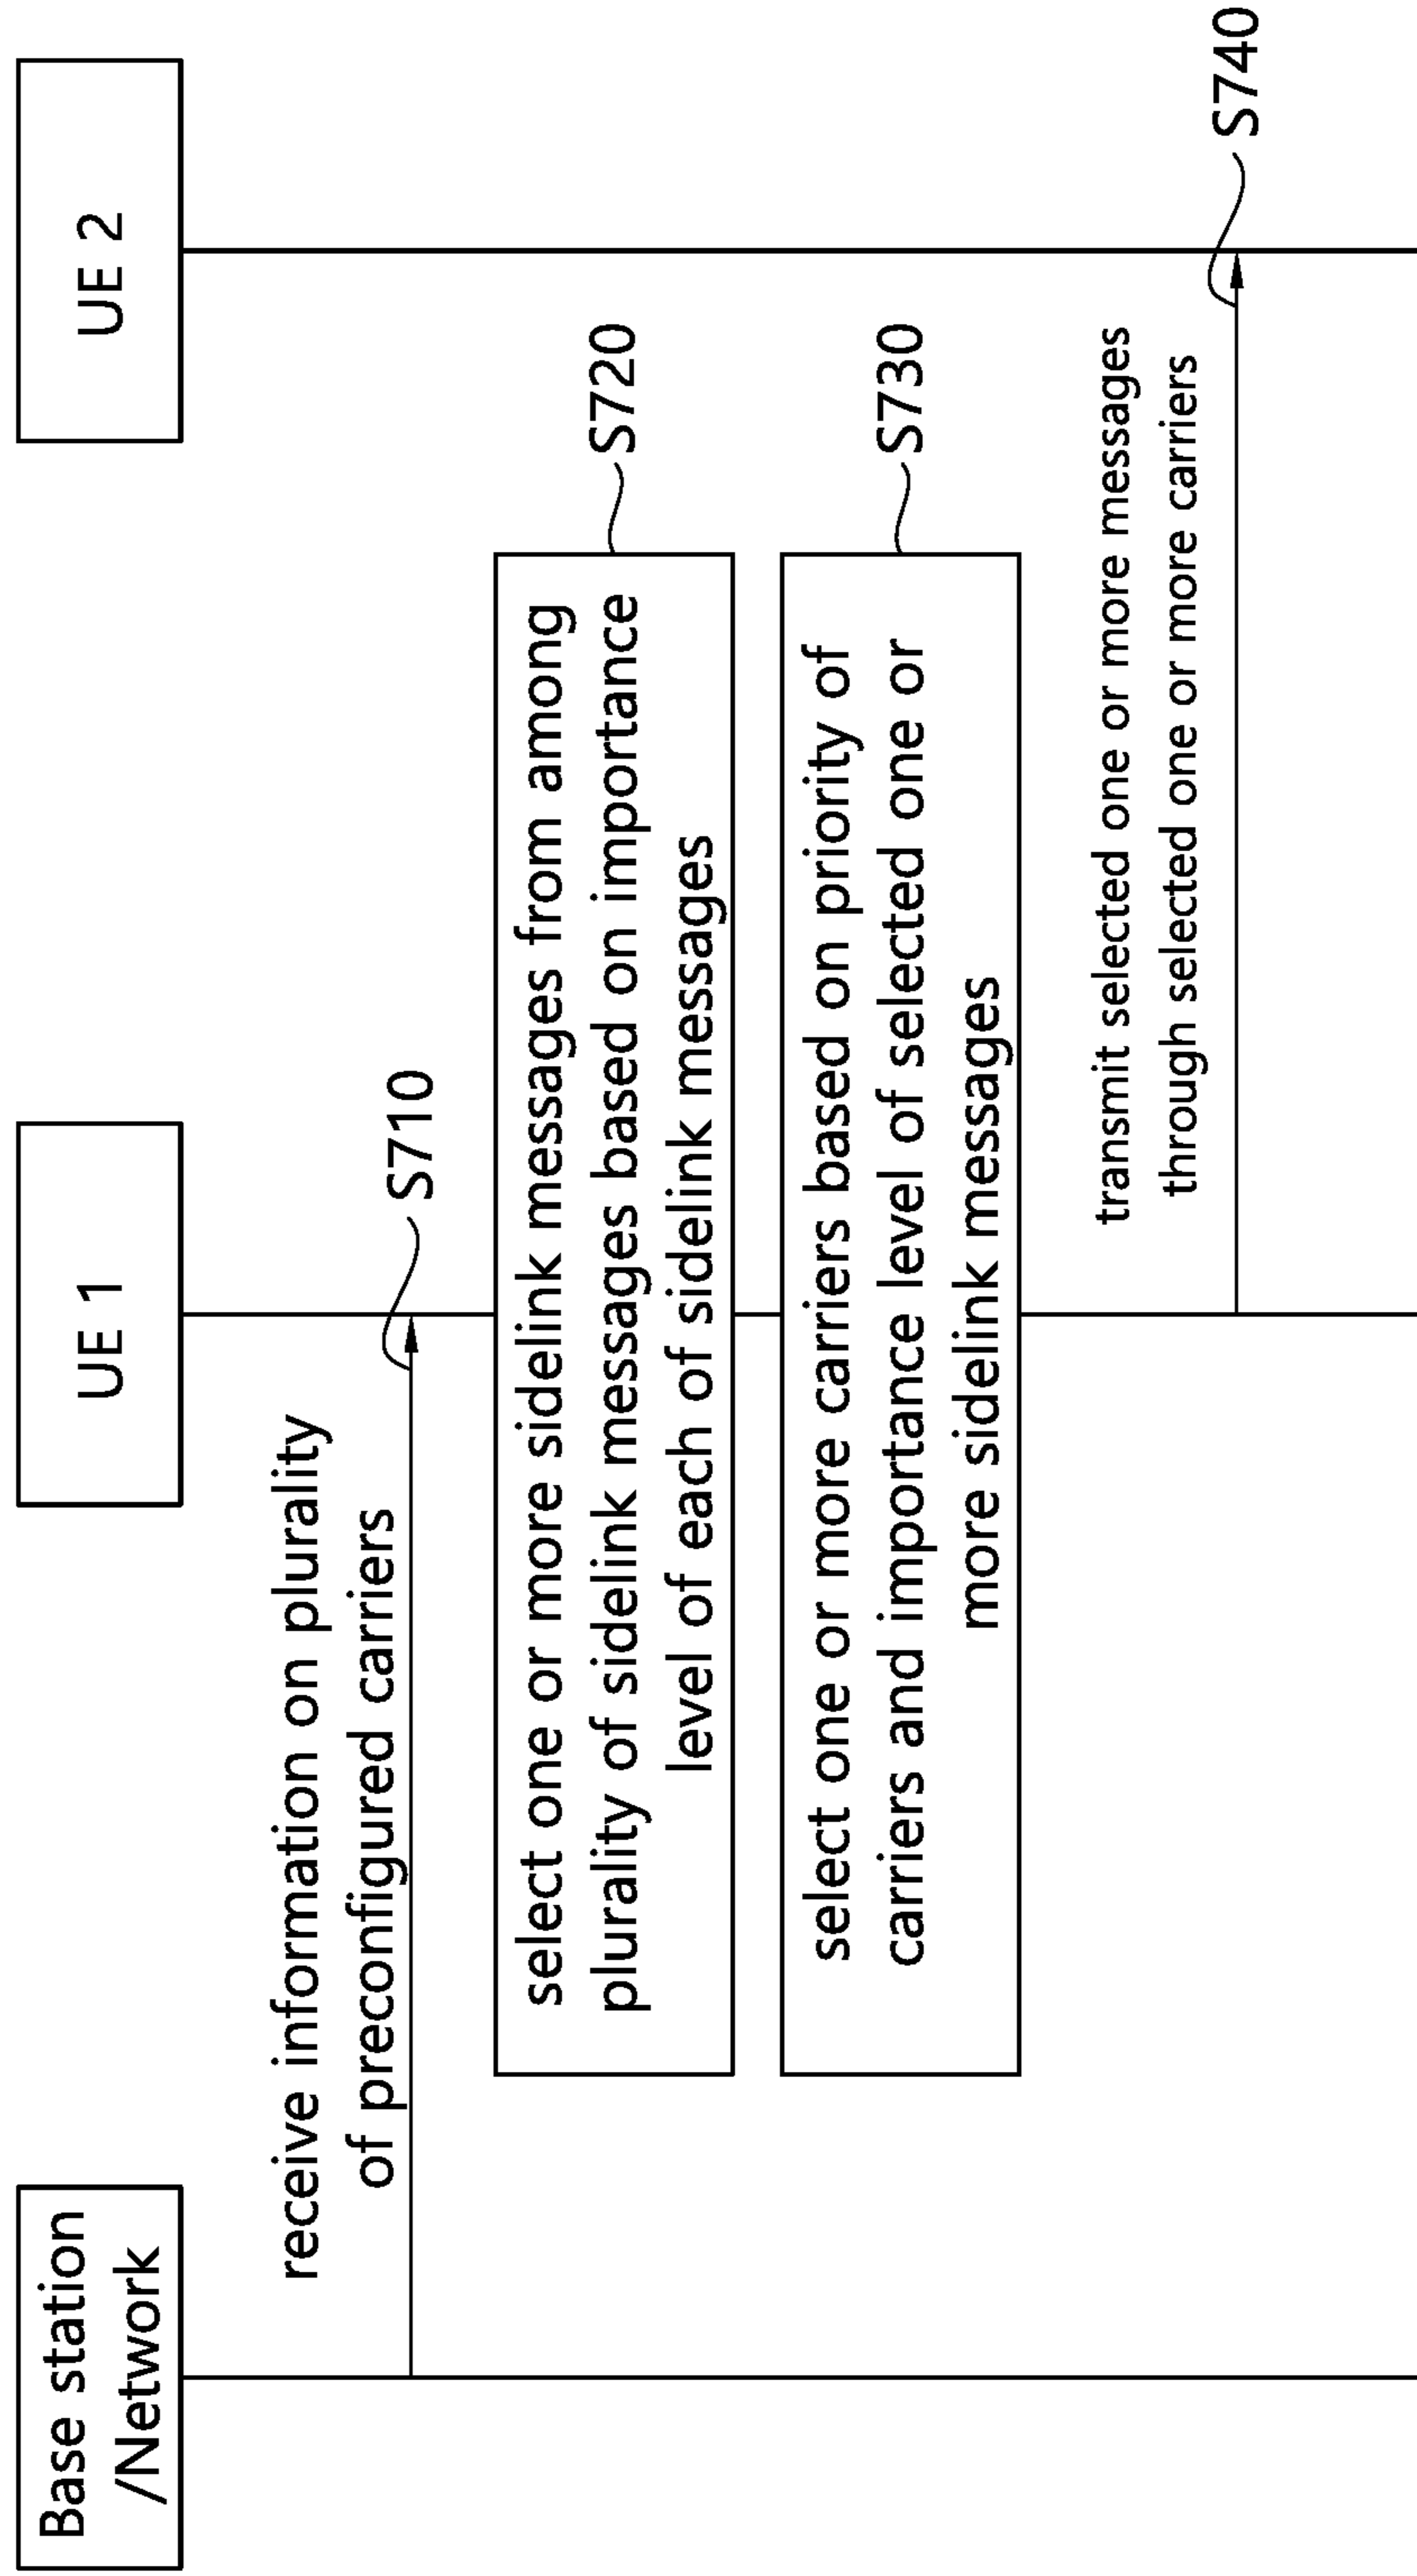 Base station
/Network
UE 1
UE 2
receive information on plurality
of preconfigured carriers
S710
select one or more sidelink messages from among
plurality of sidelink messages based on importance
level of each of sidelink messages
S720
select one or more carriers based on priority of
carriers and importance level of selected one or
more sidelink messages
S730
transmit selected one or more messages
through selected one or more carriers
S740